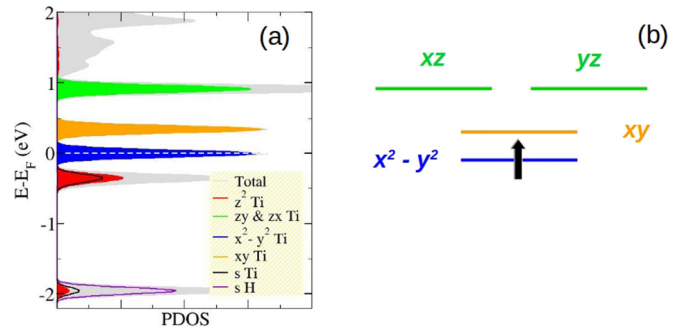 (a)
2
1
0
-1
-2
E-E_F (eV)
Total
z² Ti
zy & zx Ti
x²- y² Ti
xy Ti
s Ti
s H
PDOS
(b)
xz
yz
xy
x² - y²